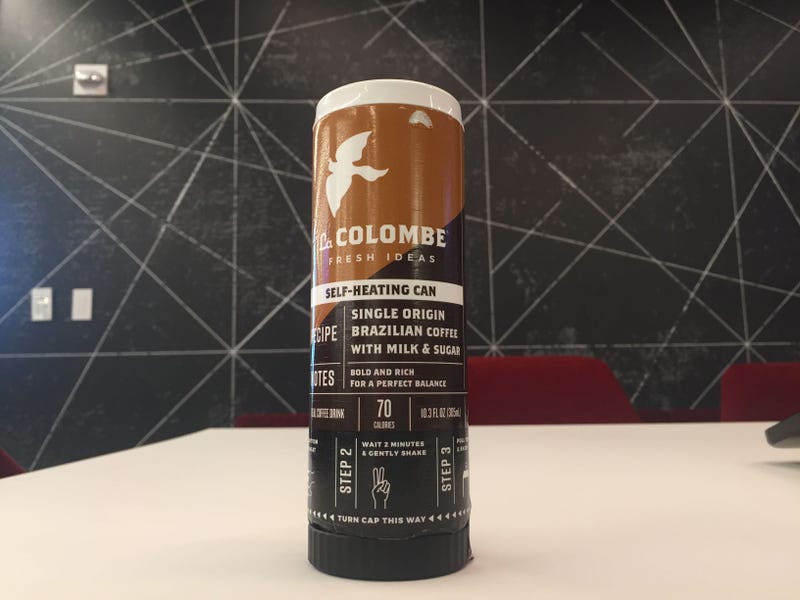 La COLOMBE
FRESH IDEAS
SELF-HEATING CAN
SINGLE ORIGIN
BRAZILIAN COFFEE
WITH MILK & SUGAR
BOLD AND RICH
FOR A PERFECT BALANCE
COFFEE DRINK
70
CALORIES
10.3 FL OZ (305mL)
STEP 2
WAIT 2 MINUTES
& GENTLY SHAKE
STEP 3
TURN CAP THIS WAY